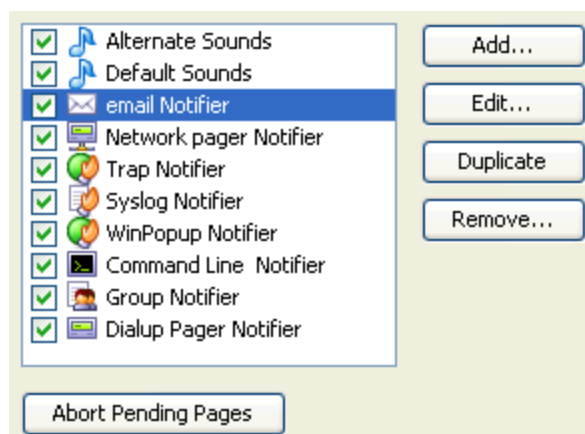 Alternate Sounds
Default Sounds
email Notifier
Network pager Notifier
Trap Notifier
Syslog Notifier
WinPopup Notifier
Command Line  Notifier
Group Notifier
Dialup Pager Notifier
Add...
Edit...
Duplicate
Remove...
Abort Pending Pages